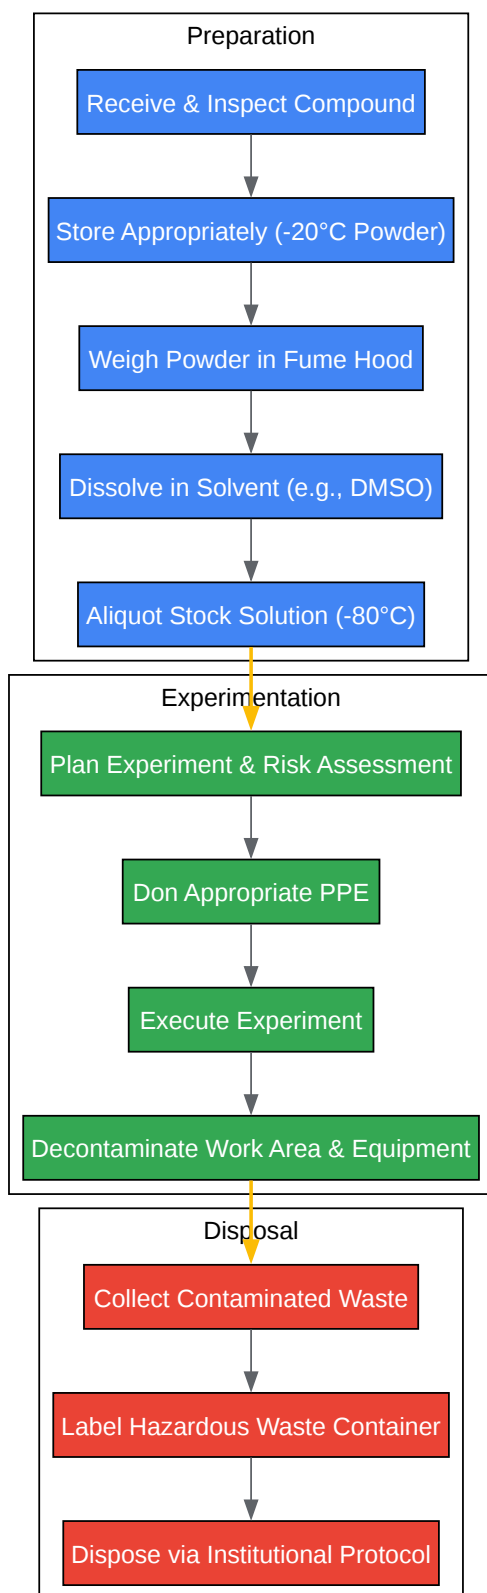 Preparation
Receive & Inspect Compound
Store Appropriately (-20°C Powder)
Weigh Powder in Fume Hood
Dissolve in Solvent (e.g., DMSO)
Aliquot Stock Solution (-80°C)
Experimentation
Plan Experiment & Risk Assessment
Don Appropriate PPE
Execute Experiment
Decontaminate Work Area & Equipment
Disposal
Collect Contaminated Waste
Label Hazardous Waste Container
Dispose via Institutional Protocol